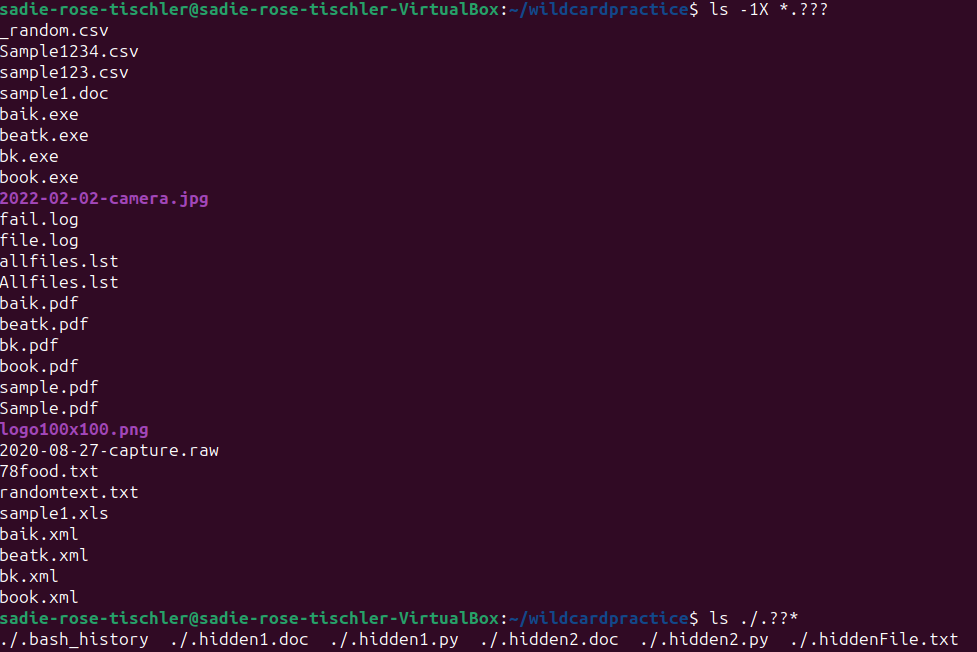 sadie-rose-tischler@sadie-rose-tischler-VirtualBox:~/wildcardpractice$ ls -1X *.???
_random.csv
Sample1234.csv
sample123.csv
sample1.doc
baik.exe
beatk.exe
bk.exe
book.exe
2022-02-02-camera.jpg
fail.log
file.log
allfiles.lst
Allfiles.lst
baik.pdf
beatk.pdf
bk.pdf
book.pdf
sample.pdf
Sample.pdf
logo100x100.png
2020-08-27-capture.raw
78food.txt
randomtext.txt
sample1.xls
baik.xml
beatk.xml
bk.xml
book.xml
sadie-rose-tischler@sadie-rose-tischler-VirtualBox:~/wildcardpractice$ ls ./.??*
./.bash_history  ./.hidden1.doc  ./.hidden1.py  ./.hidden2.doc  ./.hidden2.py  ./.hiddenFile.txt